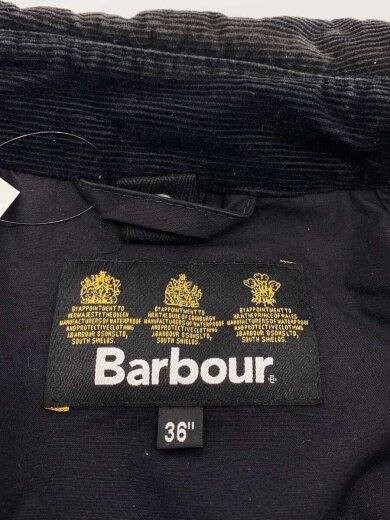 BY APPOINTMENT TO
HER MAJESTY THE QUEEN
MANUFACTURERS OF WATERPROOF
AND PROTECTIVE CLOTHING
J.BARBOUR & SONS LTD.
SOUTH SHIELDS.
BY APPOINTMENT TO
H.R.H. THE DUKE OF EDINBURGH
MANUFACTURERS OF WATERPROOF
AND PROTECTIVE CLOTHING
J.BARBOUR & SONS LTD.
SOUTH SHIELDS.
BY APPOINTMENT TO
H.R.H. THE PRINCE OF WALES
MANUFACTURERS OF WATERPROOF
AND PROTECTIVE CLOTHING
J.BARBOUR & SONS LTD.
SOUTH SHIELDS.
Barbour
36"